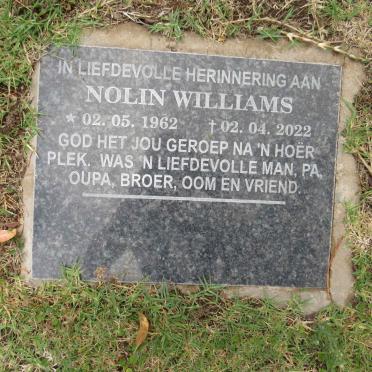 IN LIEFDEVOLLE HERINNERING AAN
NOLIN WILLIAMS
* 02. 05. 1962 †02. 04. 2022
GOD HET JOU GEROEP NA 'N HOËR
PLEK. WAS 'N LIEFDEVOLLE MAN, PA,
OUPA, BROER, OOM EN VRIEND.